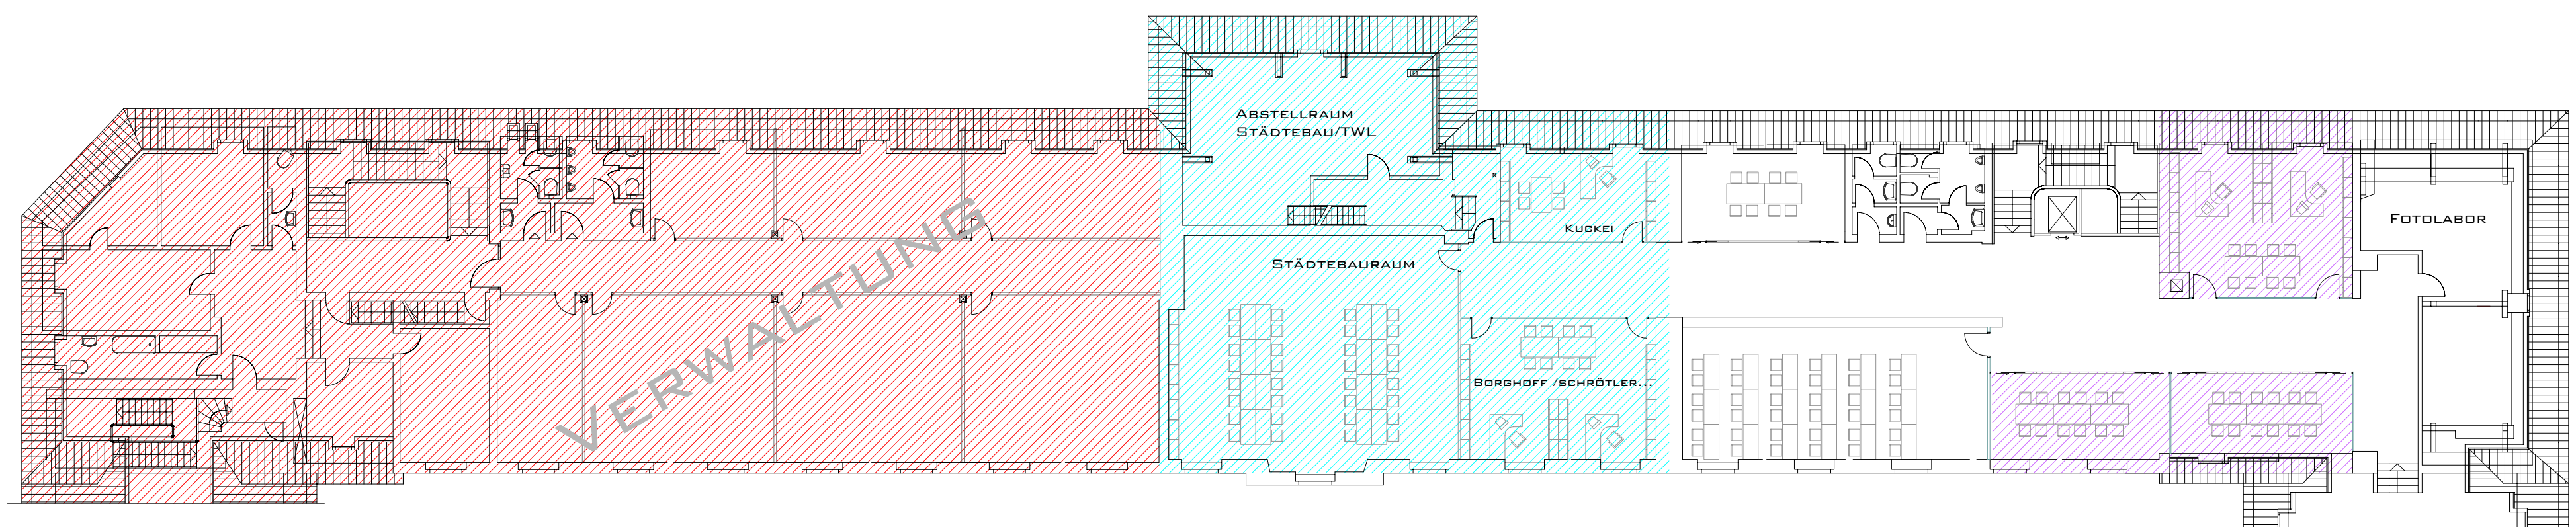 Abstellraum
Städtebau/TWL
Kuckei
Fotolabor
Städtebauraum
Verwaltung
Borghoff /schrötler...